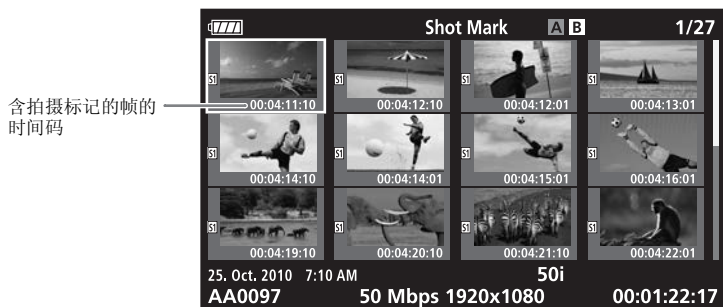 Shot Mark A B 1/27
含拍摄标记的帧的
时间码
S1 00:04:11:10
S1 00:04:12:10
S1 00:04:12:01
S1 00:04:13:01
S1 00:04:14:10
S1 00:04:14:01
S1 00:04:15:01
S1 00:04:16:01
S1 00:04:19:10
S1 00:04:20:10
S1 00:04:21:10
S1 00:04:22:01
25. Oct. 2010 7:10 AM 50i
AA0097 50 Mbps 1920x1080 00:01:22:17